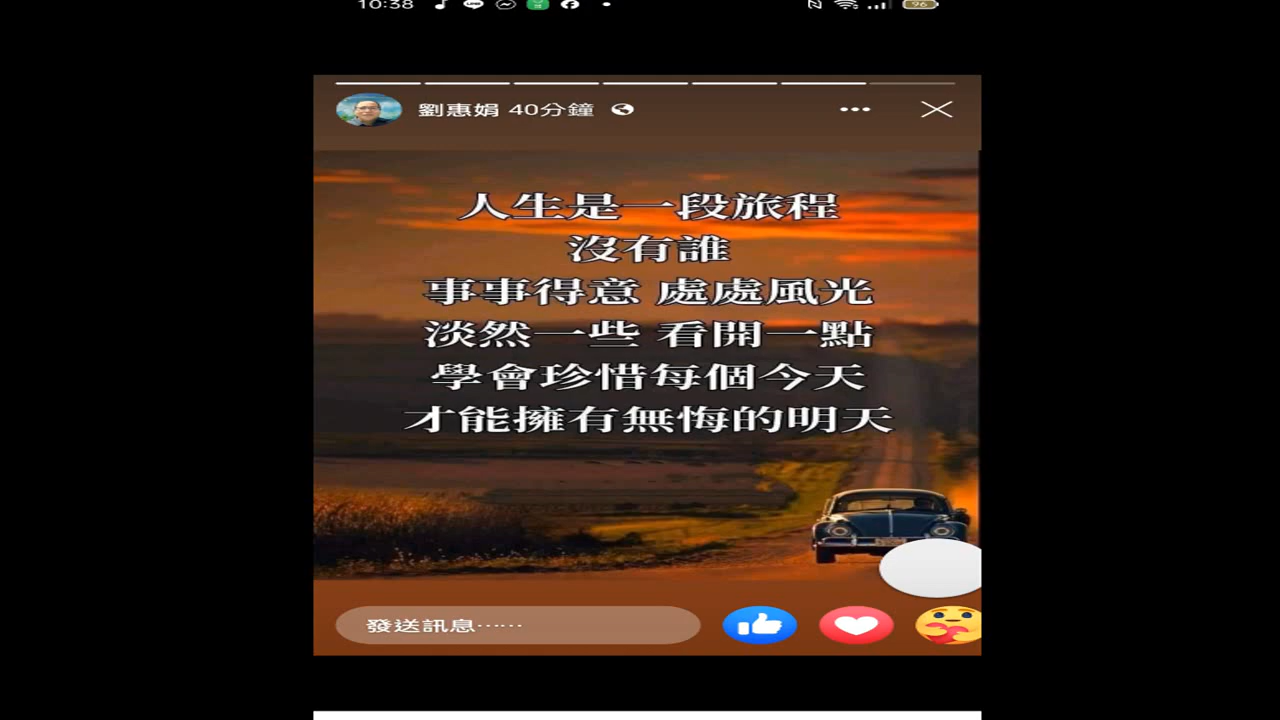 10:38
96
劉惠娟 40分鐘
人生是一段旅程
沒有誰
事事得意 處處風光
淡然一些 看開一點
學會珍惜每個今天
才能擁有無悔的明天
發送訊息⋯⋯